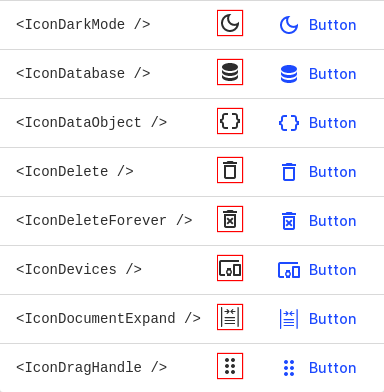 <IconDarkMode /> Button
<IconDatabase /> Button
<IconDataObject /> Button
<IconDelete /> Button
<IconDeleteForever /> Button
<IconDevices /> Button
<IconDocumentExpand /> Button
<IconDragHandle /> Button